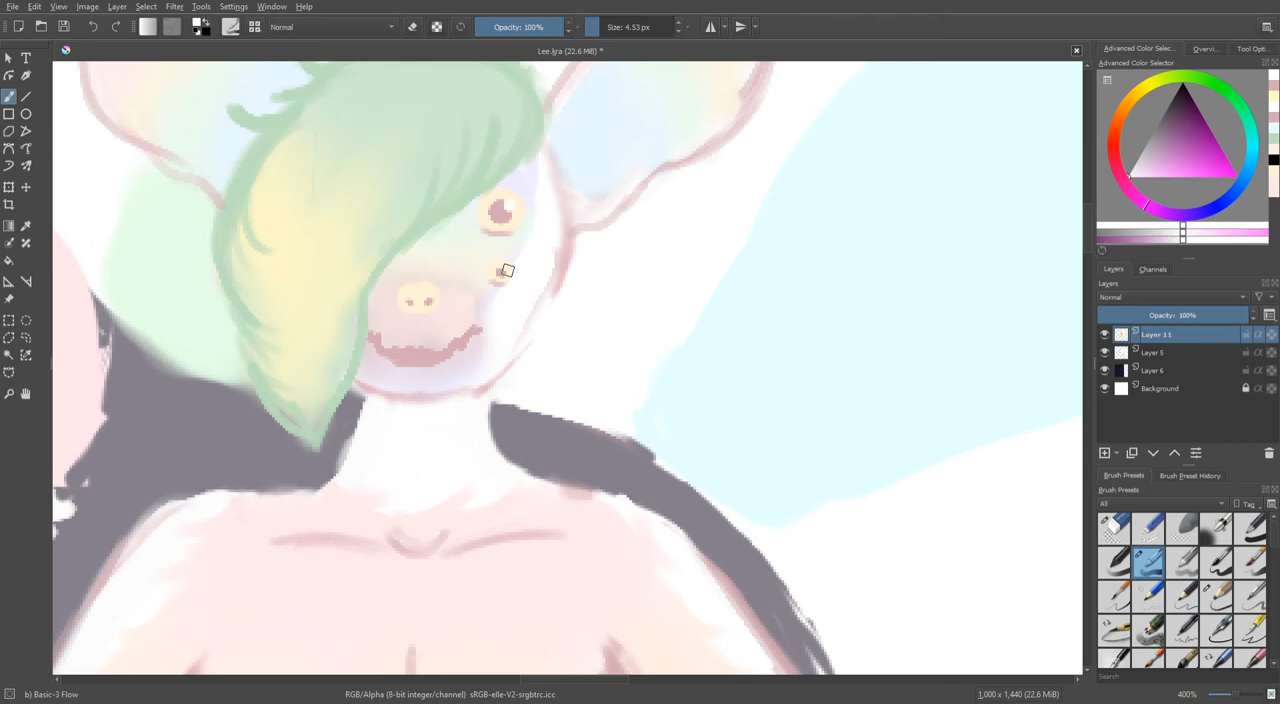 File Edit View Image Layer Select Filter Tools Settings Window Help
Normal
Opacity: 100%
Size: 4.53 px
Lee.kra (22.6 MiB) *
Advanced Color Selec... Overvi... Tool Opti...
Advanced Color Selector
Layers Channels
Layers
Normal
Opacity: 100%
Layer 11
Layer 5
Layer 6
Background
Brush Presets Brush Preset History
Brush Presets
All
Tag
Search
b) Basic-3 Flow
RGB/Alpha (8-bit integer/channel) sRGB-elle-V2-srgbtrc.icc
1,000 x 1,440 (22.6 MiB)
400%